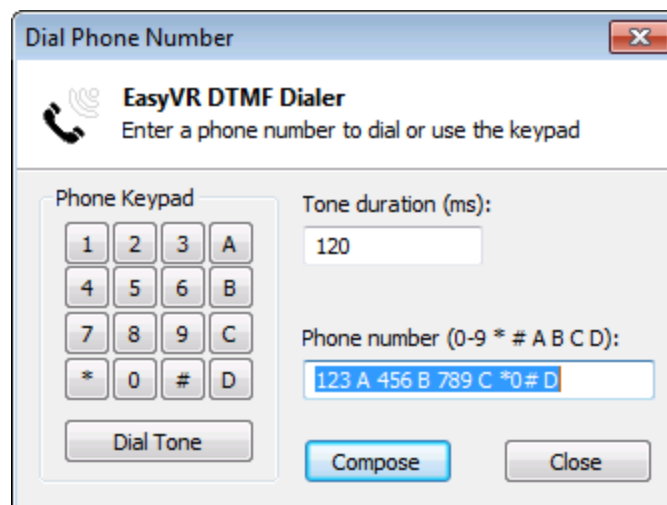 Dial Phone Number
EasyVR DTMF Dialer
Enter a phone number to dial or use the keypad
Phone Keypad
1 2 3 A
4 5 6 B
7 8 9 C
* 0 # D
Dial Tone
Tone duration (ms):
120
Phone number (0-9 * # A B C D):
123 A 456 B 789 C *0# D
Compose
Close